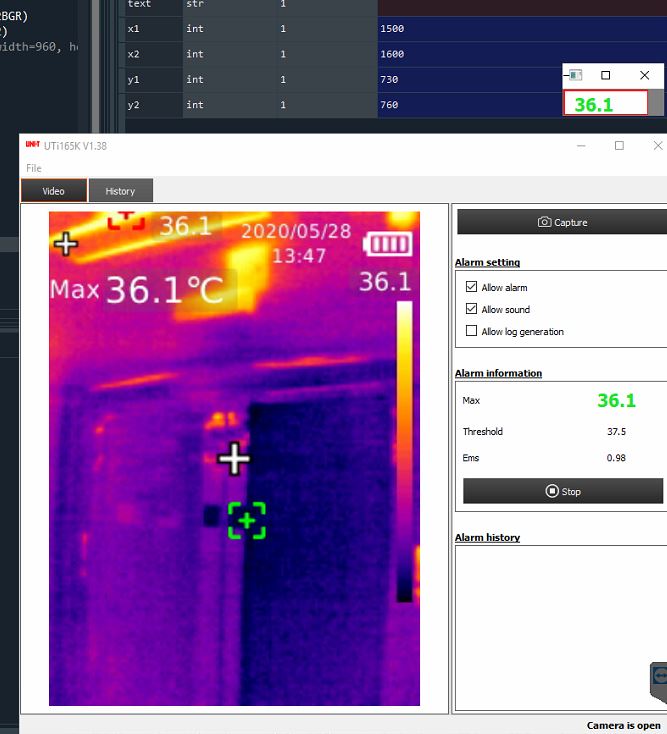 2BGR)
text str 1
)
x1 int 1 1500
width=960, he
x2 int 1 1600
y1 int 1 730
y2 int 1 760
36.1
UNI-T UTi165K V1.38
File
Video History
36.1 2020/05/28
13:47
Max 36.1°C 36.1
Capture
Alarm setting
Allow alarm
Allow sound
Allow log generation
Alarm information
Max 36.1
Threshold 37.5
Ems 0.98
Stop
Alarm history
Camera is open